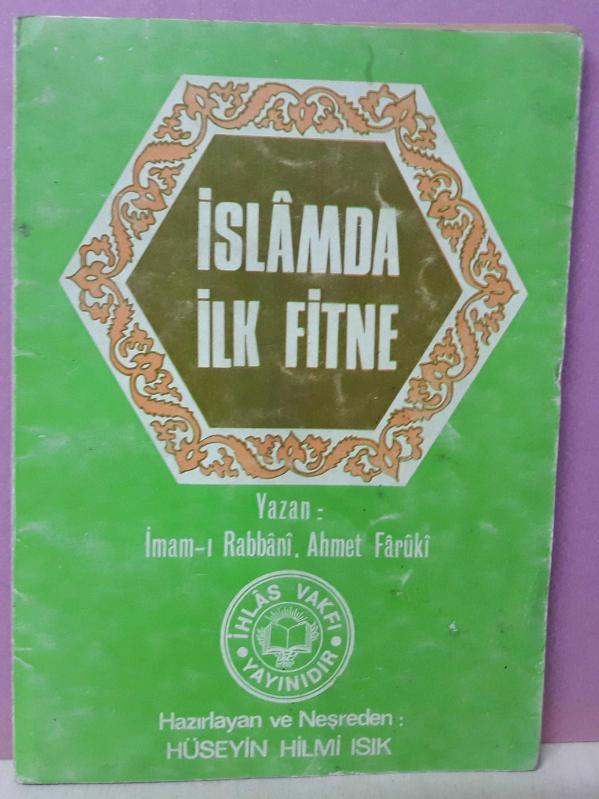 İSLÂMDA
İLK FİTNE
Yazan :
İmam-ı Rabbânî, Ahmet Fârûkî
İHLÂS VAKFI
YAYINIDIR
Hazırlayan ve Neşreden :
HÜSEYİN HİLMİ IŞIK